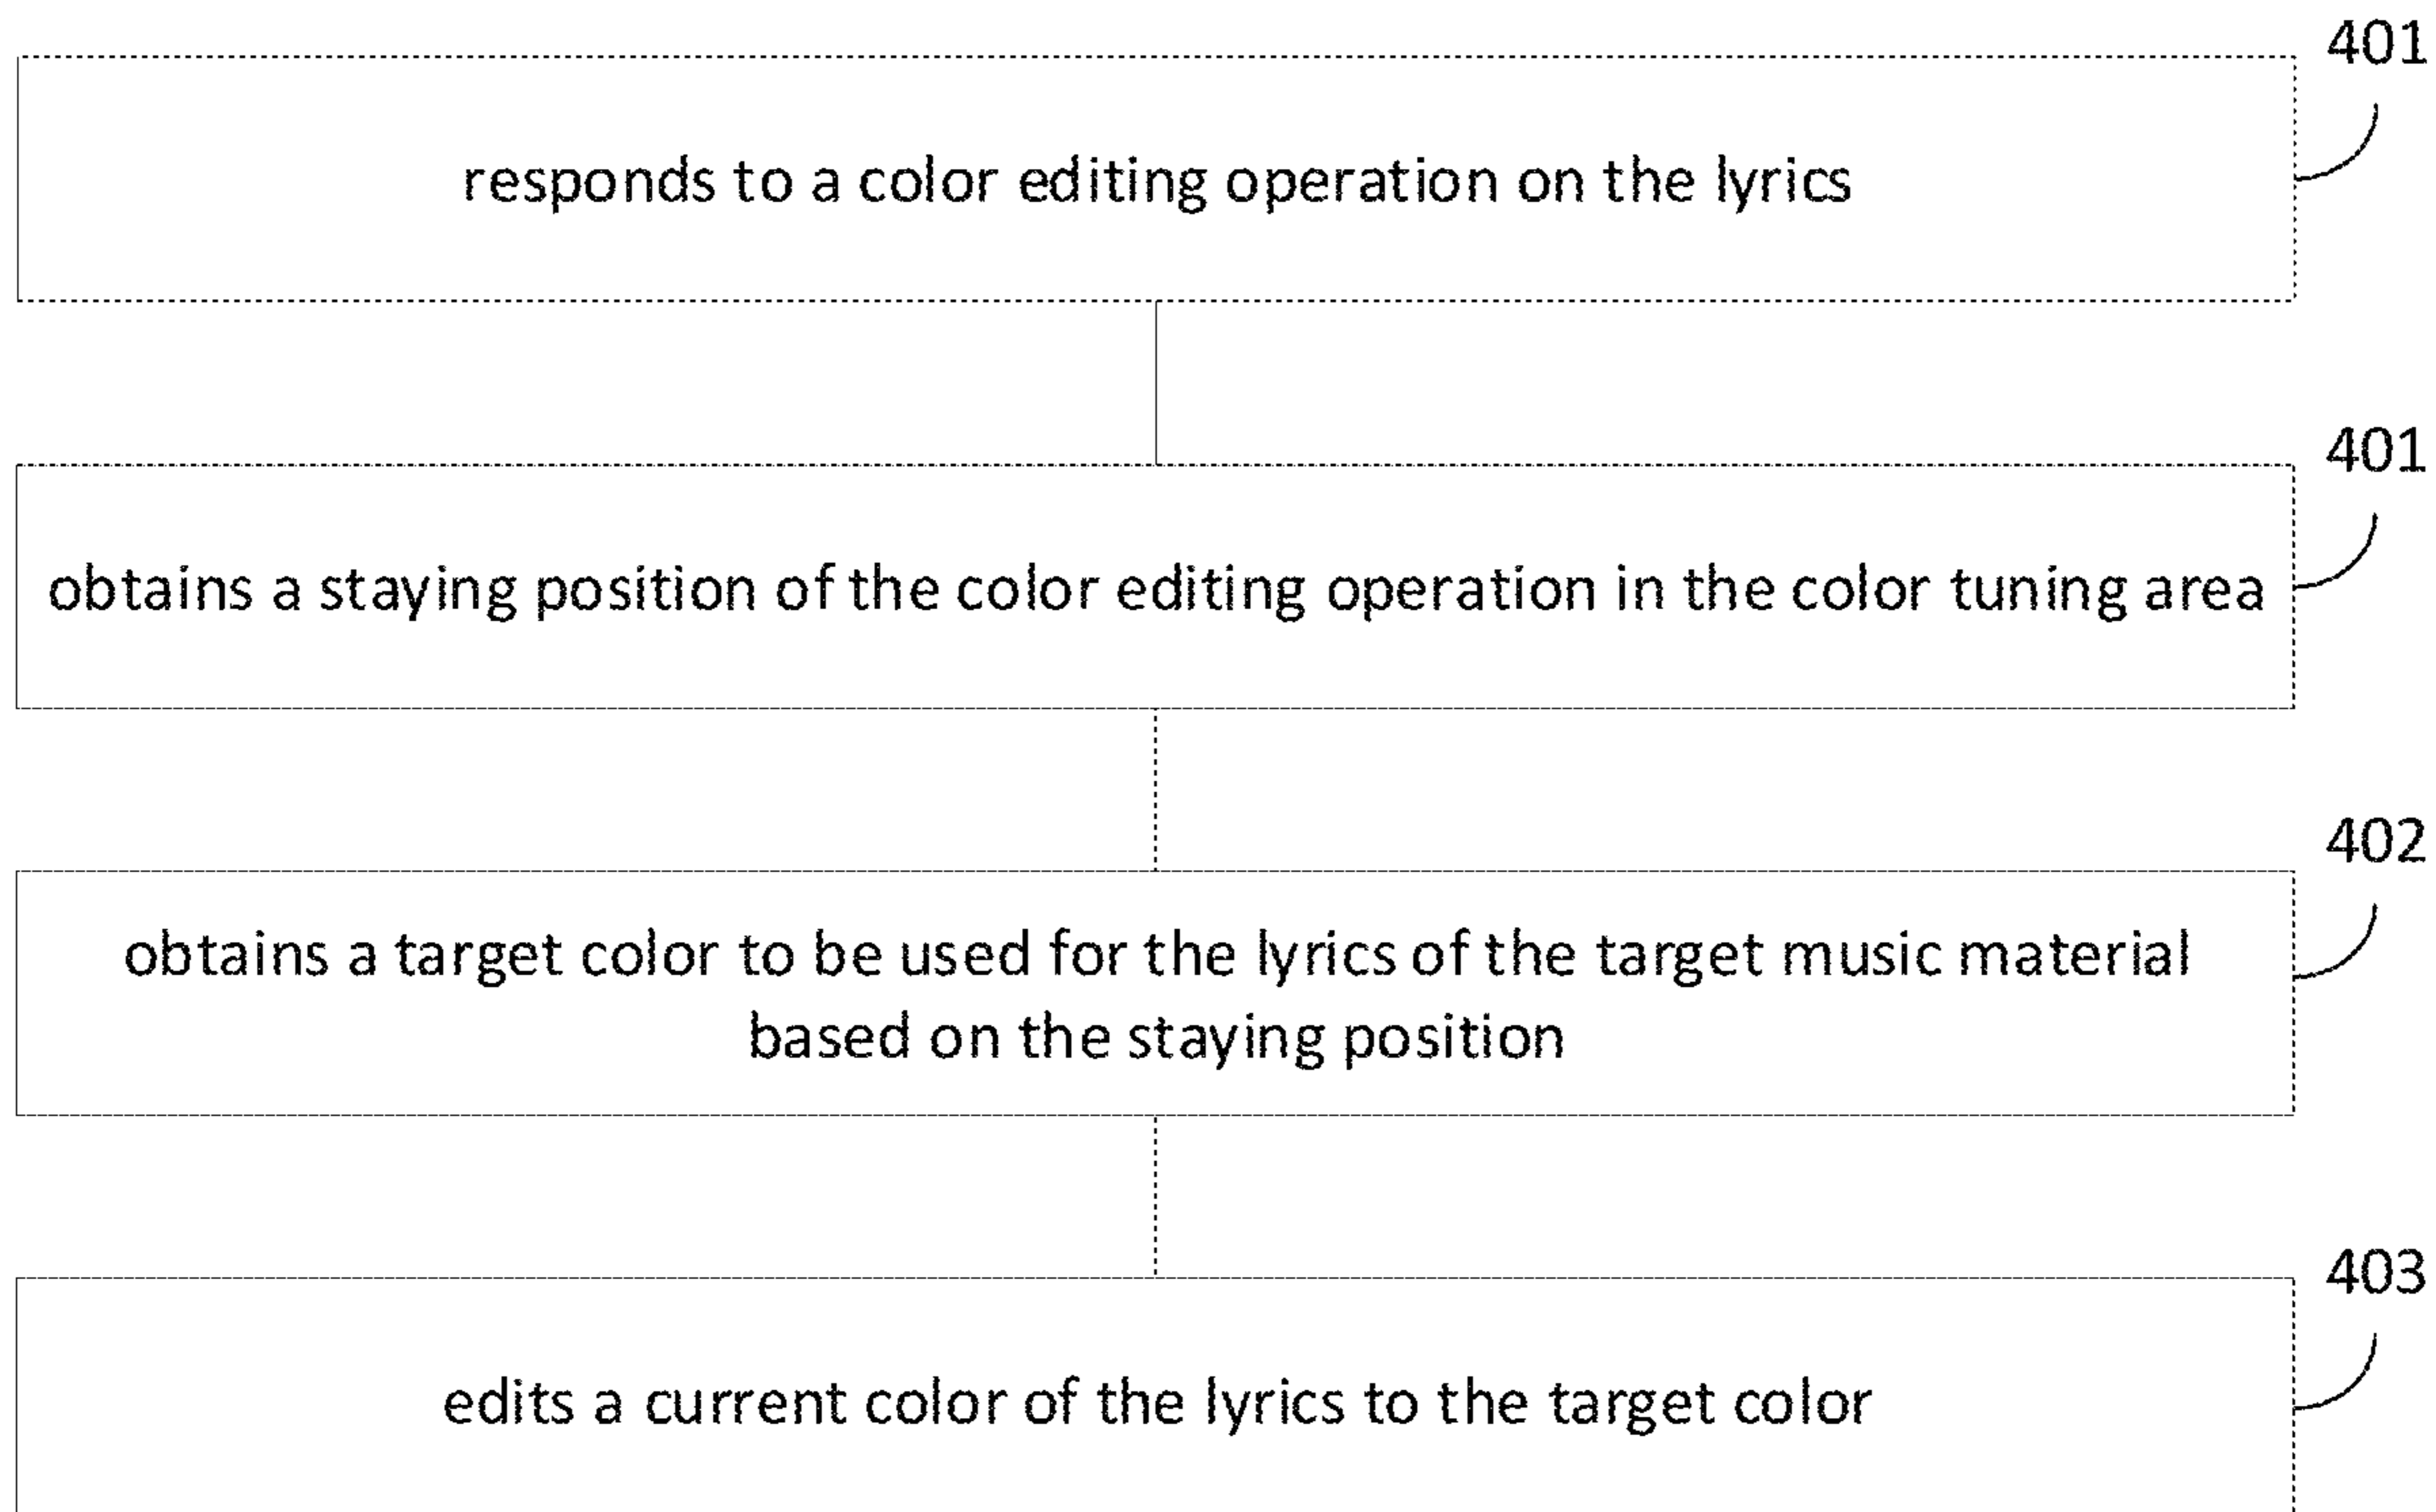 401
responds to a color editing operation on the lyrics
401
obtains a staying position of the color editing operation in the color tuning area
402
obtains a target color to be used for the lyrics of the target music material
based on the staying position
403
edits a current color of the lyrics to the target color